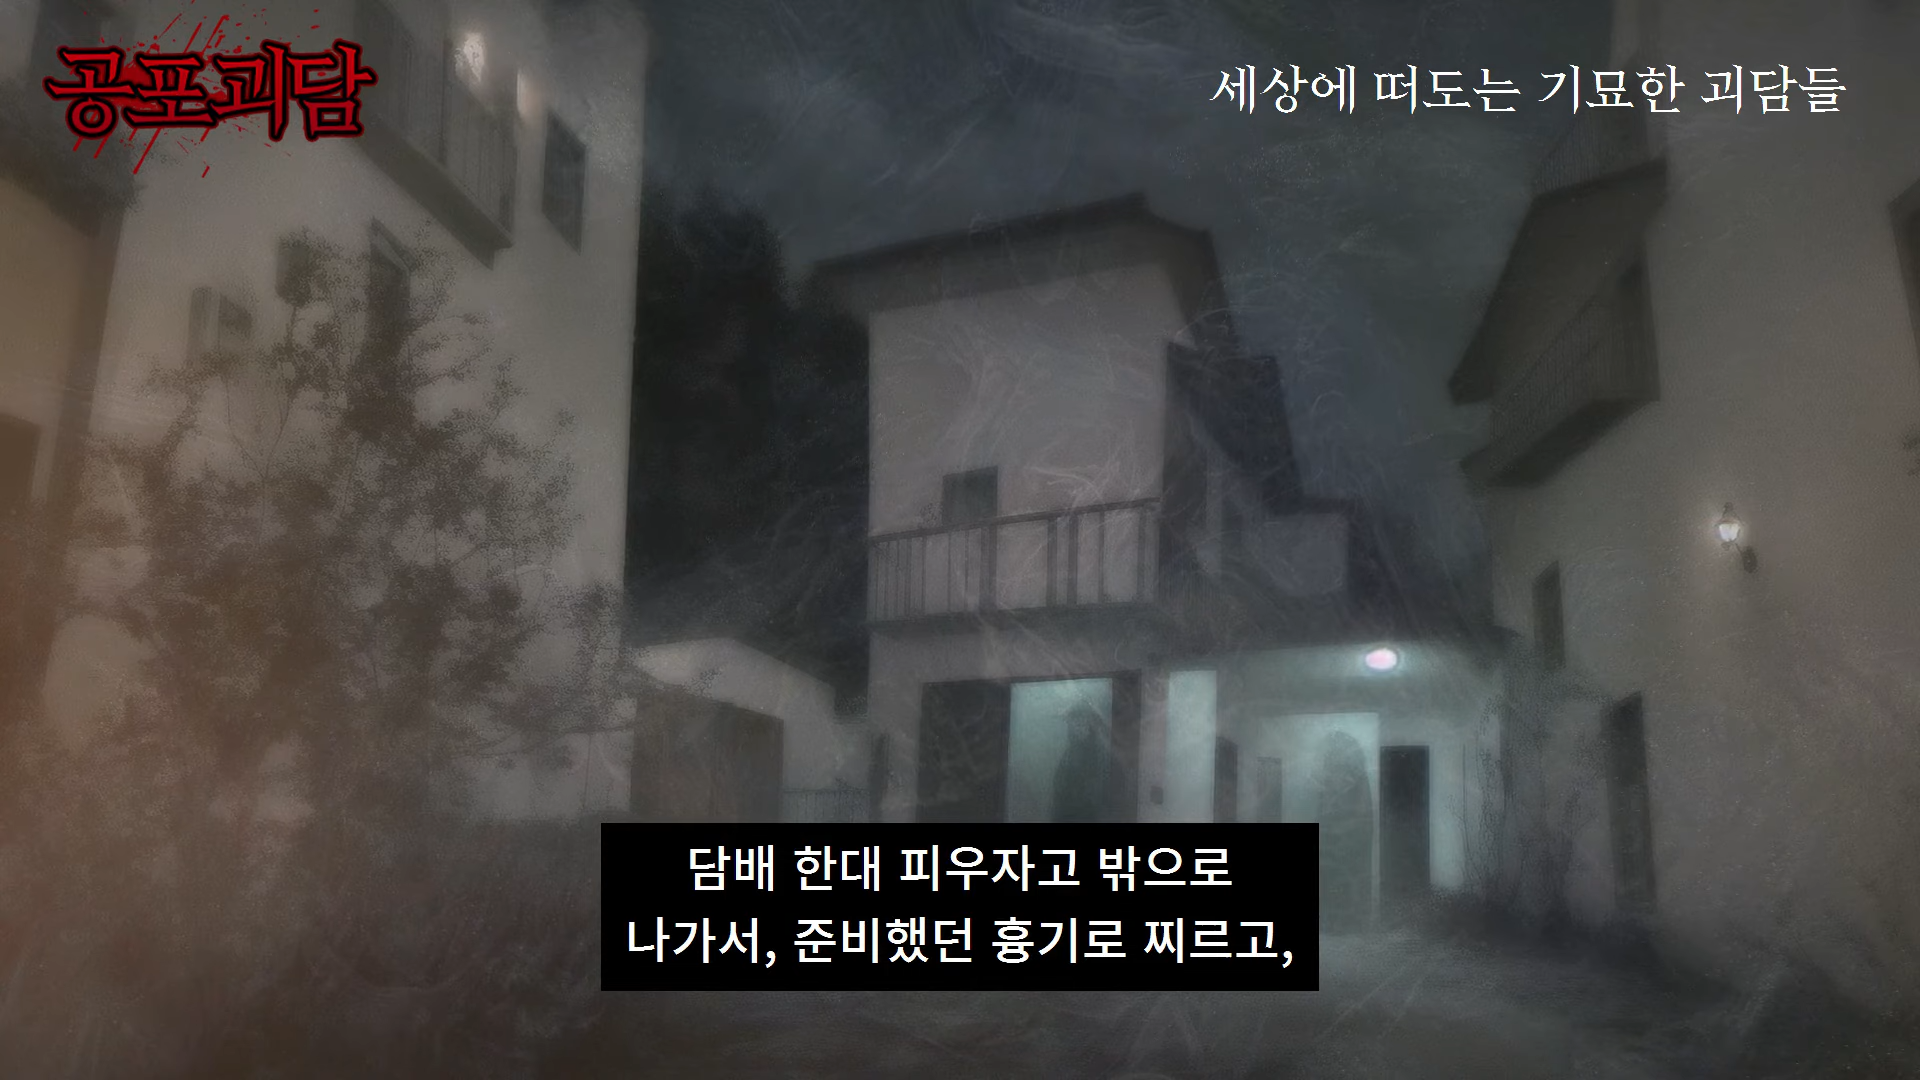 공포괴담
세상에 떠도는 기묘한 괴담들
담배 한대 피우자고 밖으로
나가서, 준비했던 흉기로 찌르고,